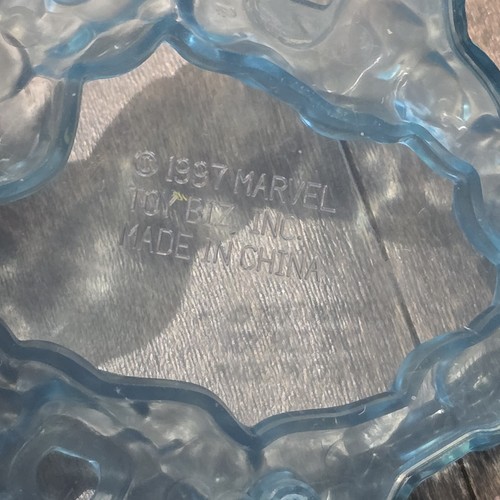 © 1997 MARVEL
TOY BIZ. INC.
MADE IN CHINA